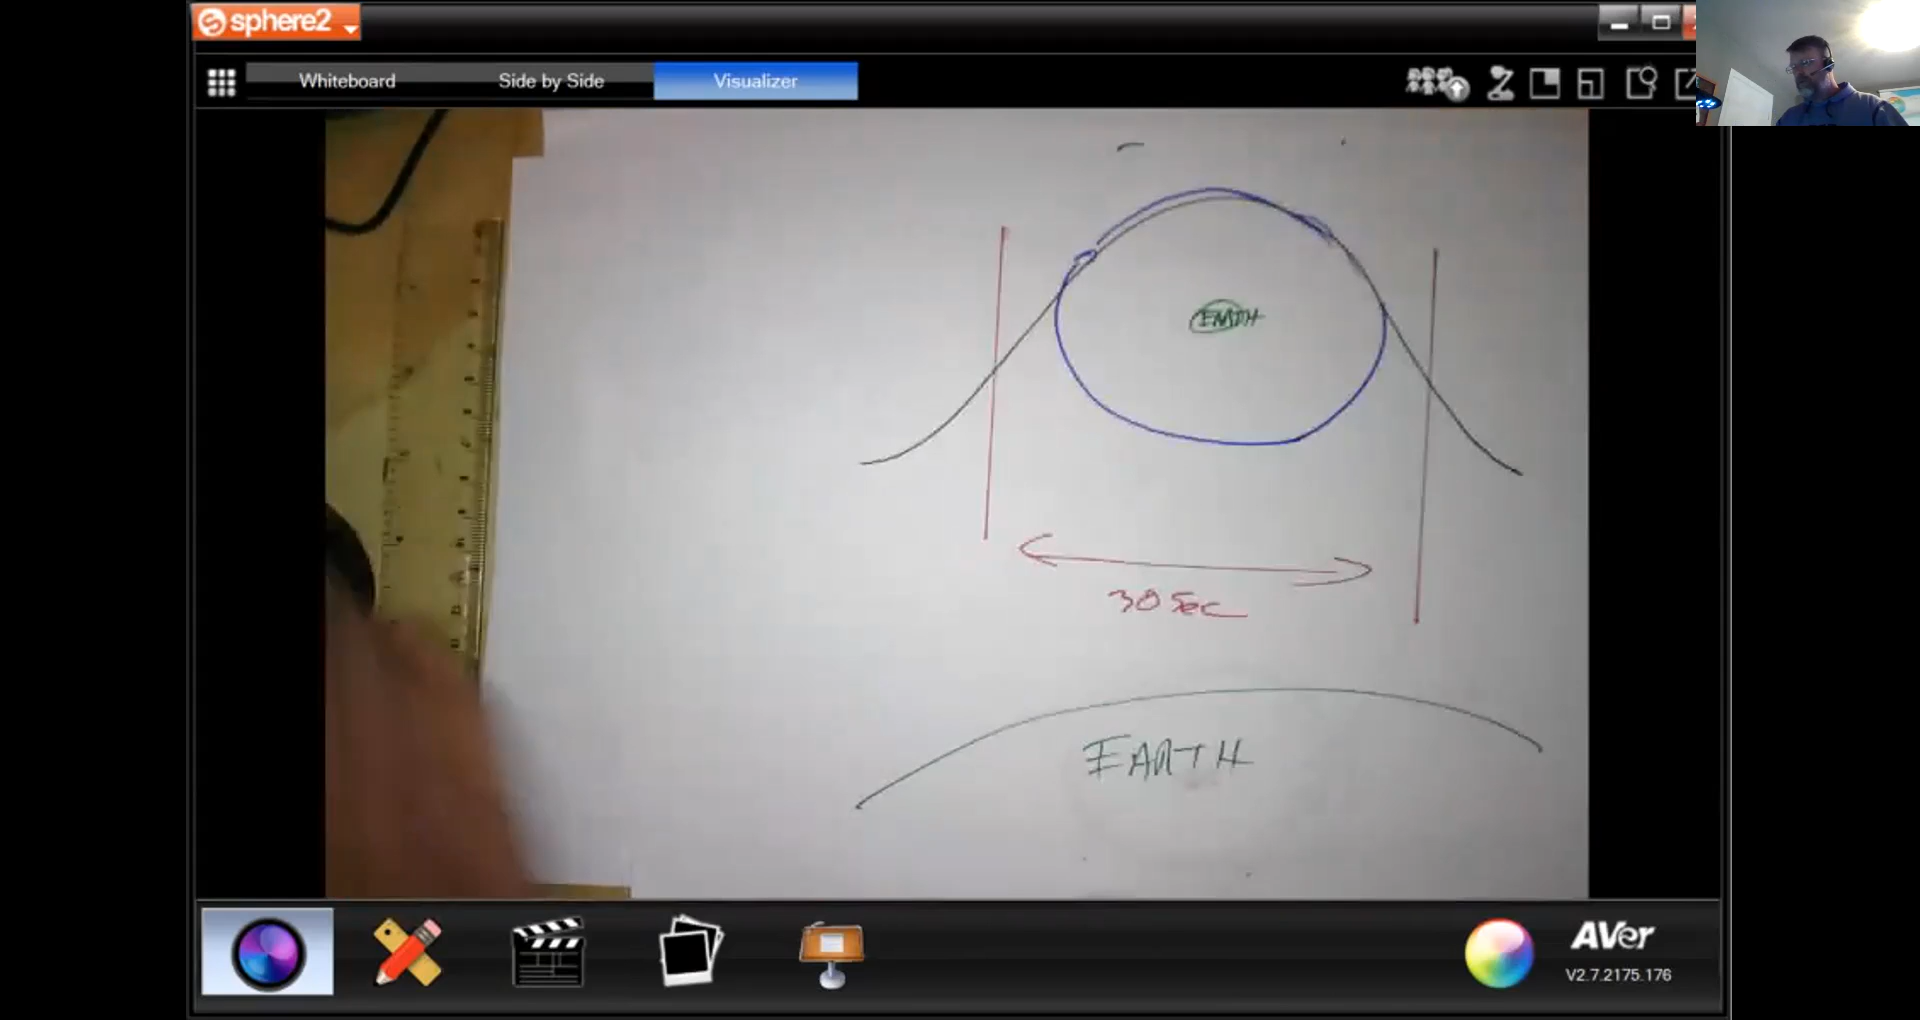 sphere2
Whiteboard
Side by Side
Visualizer
EARTH
30 Sec
EARTH
AVer
V2.7.2175.176